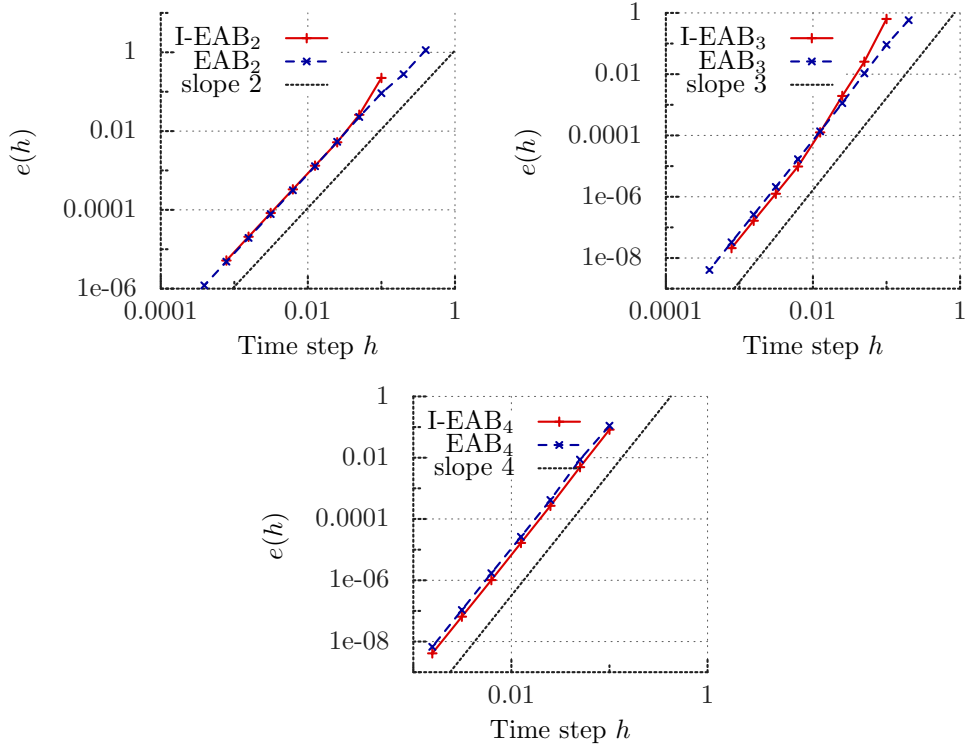 I-EAB₂
EAB₂
slope 2
1
0.01
0.0001
1e-06
e(h)
0.0001
0.01
1
Time step h
I-EAB₃
EAB₃
slope 3
1
0.01
0.0001
1e-06
1e-08
e(h)
0.0001
0.01
1
Time step h
I-EAB₄
EAB₄
slope 4
1
0.01
0.0001
1e-06
1e-08
e(h)
0.01
1
Time step h